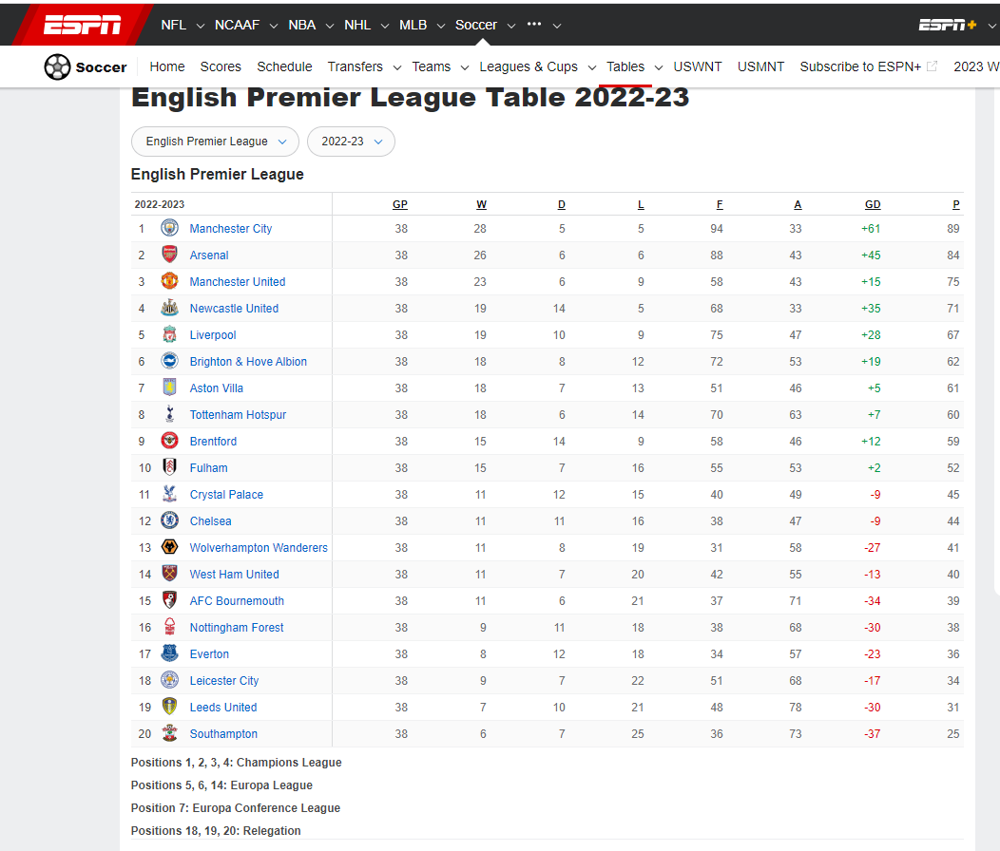 ESPN NFL NCAAF NBA NHL MLB Soccer ••• ESPN+
Soccer Home Scores Schedule Transfers Teams Leagues & Cups Tables USWNT USMNT Subscribe to ESPN+ 2023 W
English Premier League Table 2022-23
English Premier League 2022-23
English Premier League
2022-2023 GP W D L F A GD P
1 Manchester City 38 28 5 5 94 33 +61 89
2 Arsenal 38 26 6 6 88 43 +45 84
3 Manchester United 38 23 6 9 58 43 +15 75
4 Newcastle United 38 19 14 5 68 33 +35 71
5 Liverpool 38 19 10 9 75 47 +28 67
6 Brighton & Hove Albion 38 18 8 12 72 53 +19 62
7 Aston Villa 38 18 7 13 51 46 +5 61
8 Tottenham Hotspur 38 18 6 14 70 63 +7 60
9 Brentford 38 15 14 9 58 46 +12 59
10 Fulham 38 15 7 16 55 53 +2 52
11 Crystal Palace 38 11 12 15 40 49 -9 45
12 Chelsea 38 11 11 16 38 47 -9 44
13 Wolverhampton Wanderers 38 11 8 19 31 58 -27 41
14 West Ham United 38 11 7 20 42 55 -13 40
15 AFC Bournemouth 38 11 6 21 37 71 -34 39
16 Nottingham Forest 38 9 11 18 38 68 -30 38
17 Everton 38 8 12 18 34 57 -23 36
18 Leicester City 38 9 7 22 51 68 -17 34
19 Leeds United 38 7 10 21 48 78 -30 31
20 Southampton 38 6 7 25 36 73 -37 25
Positions 1, 2, 3, 4: Champions League
Positions 5, 6, 14: Europa League
Position 7: Europa Conference League
Positions 18, 19, 20: Relegation